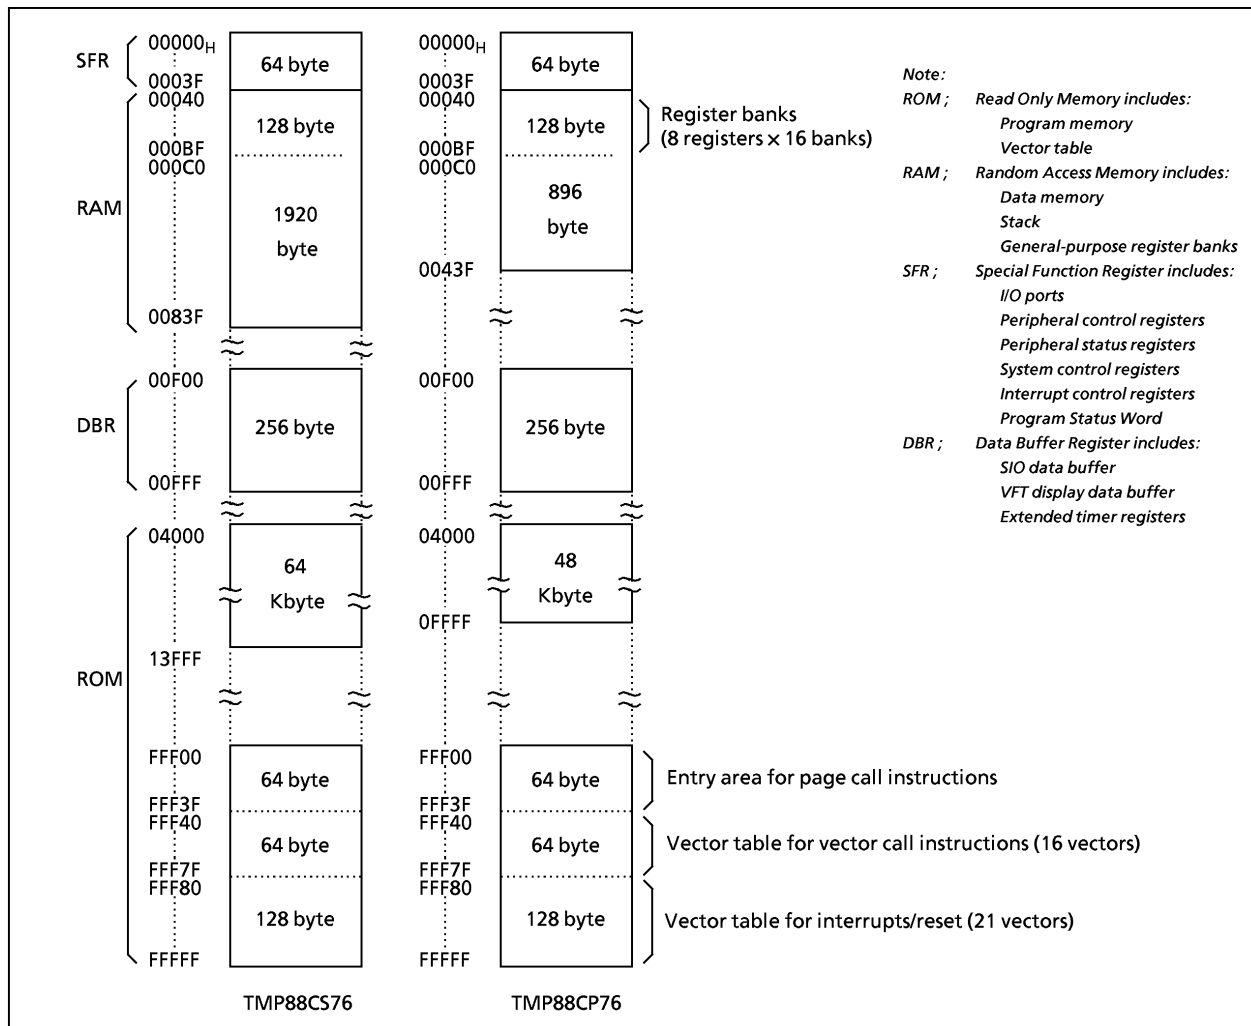 SFR
00000H
64 byte
0003F
RAM
00040
128 byte
000BF
000C0
1920
byte
0083F
DBR
00F00
256 byte
00FFF
ROM
04000
64
Kbyte
13FFF
FFF00
64 byte
FFF3F
FFF40
64 byte
FFF7F
FFF80
128 byte
FFFFF
TMP88CS76
00000H
64 byte
0003F
00040
128 byte
000BF
000C0
896
byte
0043F
00F00
256 byte
00FFF
04000
48
Kbyte
0FFFF
FFF00
64 byte
FFF3F
FFF40
64 byte
FFF7F
FFF80
128 byte
FFFFF
TMP88CP76
Register banks
(8 registers × 16 banks)
Entry area for page call instructions
Vector table for vector call instructions (16 vectors)
Vector table for interrupts/reset (21 vectors)
Note:
ROM ; Read Only Memory includes:
Program memory
Vector table
RAM ; Random Access Memory includes:
Data memory
Stack
General-purpose register banks
SFR ; Special Function Register includes:
I/O ports
Peripheral control registers
Peripheral status registers
System control registers
Interrupt control registers
Program Status Word
DBR ; Data Buffer Register includes:
SIO data buffer
VFT display data buffer
Extended timer registers